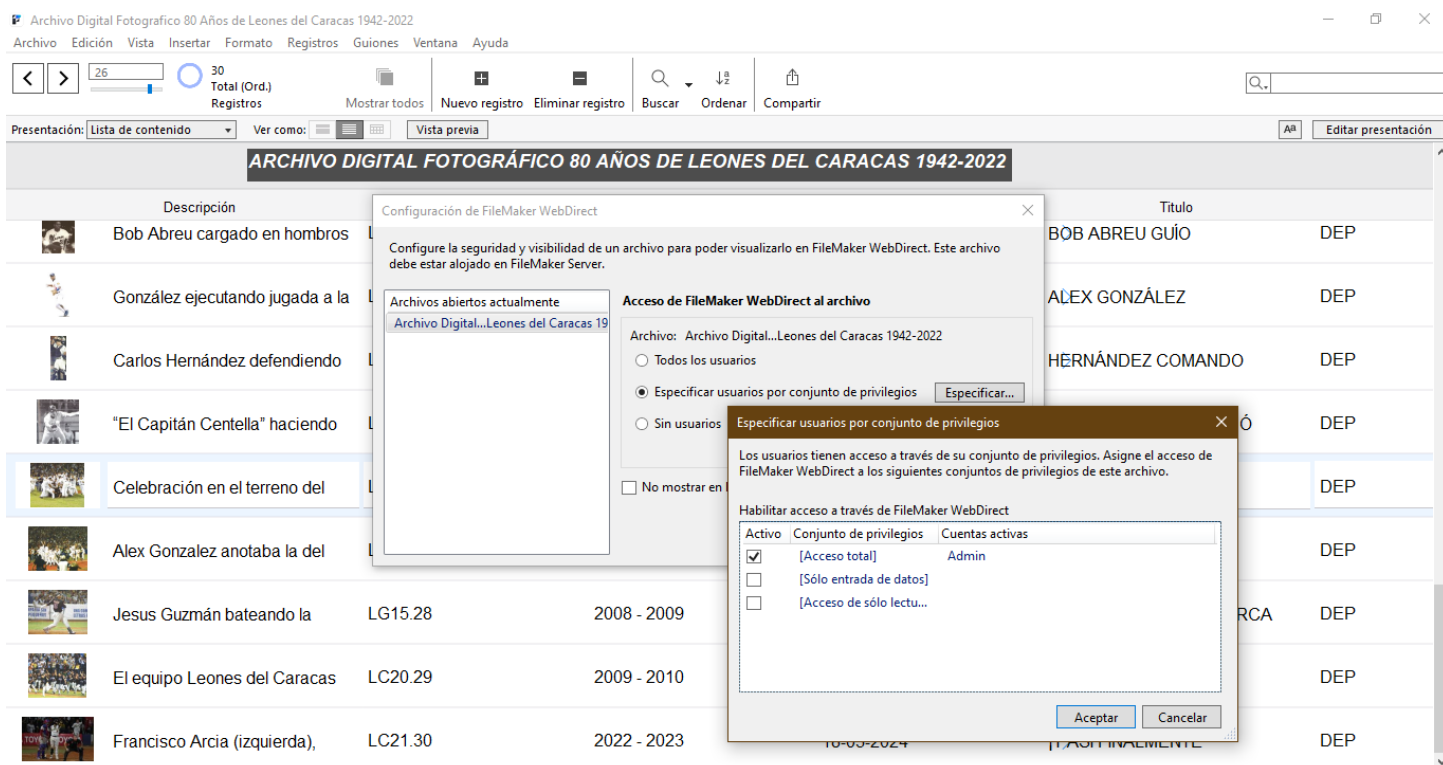 Archivo Digital Fotografico 80 Años de Leones del Caracas 1942-2022
Archivo Edición Vista Insertar Formato Registros Guiones Ventana Ayuda
26
30
Total (Ord.)
Registros
Mostrar todos
Nuevo registro
Eliminar registro
Buscar
Ordenar
Compartir
Presentación: Lista de contenido
Ver como:
Vista previa
Editar presentación
ARCHIVO DIGITAL FOTOGRÁFICO 80 AÑOS DE LEONES DEL CARACAS 1942-2022
Descripción
Titulo
Bob Abreu cargado en hombros
BOB ABREU GUÍO
DEP
González ejecutando jugada a la
ALEX GONZÁLEZ
DEP
Carlos Hernández defendiendo
HERNÁNDEZ COMANDO
DEP
“El Capitán Centella” haciendo
DEP
Celebración en el terreno del
DEP
Alex Gonzalez anotaba la del
DEP
Jesus Guzmán bateando la LG15.28 2008 - 2009
RCA
DEP
El equipo Leones del Caracas LC20.29 2009 - 2010
DEP
Francisco Arcia (izquierda), LC21.30 2022 - 2023
DEP
Configuración de FileMaker WebDirect
Configure la seguridad y visibilidad de un archivo para poder visualizarlo en FileMaker WebDirect. Este archivo
debe estar alojado en FileMaker Server.
Archivos abiertos actualmente
Archivo Digital...Leones del Caracas 19
Acceso de FileMaker WebDirect al archivo
Archivo: Archivo Digital...Leones del Caracas 1942-2022
Todos los usuarios
Especificar usuarios por conjunto de privilegios
Especificar...
Sin usuarios
No mostrar en
Especificar usuarios por conjunto de privilegios
Los usuarios tienen acceso a través de su conjunto de privilegios. Asigne el acceso de
FileMaker WebDirect a los siguientes conjuntos de privilegios de este archivo.
Habilitar acceso a través de FileMaker WebDirect
Activo Conjunto de privilegios Cuentas activas
[Acceso total] Admin
[Sólo entrada de datos]
[Acceso de sólo lectu...
Aceptar
Cancelar